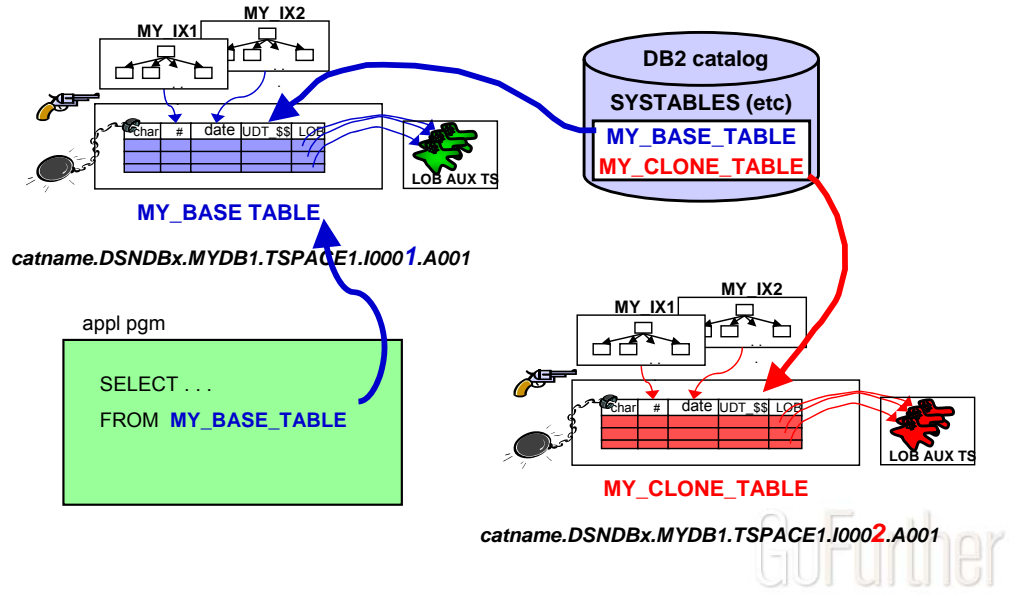 MY_IX2
MY_IX1
. .
.
char # date UDT_$$ LOB
LOB AUX TS
MY_BASE TABLE
catname.DSNDBx.MYDB1.TSPACE1.I0001.A001
DB2 catalog
SYSTABLES (etc)
MY_BASE_TABLE
MY_CLONE_TABLE
appl pgm
SELECT . . .
FROM MY_BASE_TABLE
MY_IX2
MY_IX1
. .
.
char # date UDT_$$ LOB
LOB AUX TS
MY_CLONE_TABLE
catname.DSNDBx.MYDB1.TSPACE1.I0002.A001
GoFurther